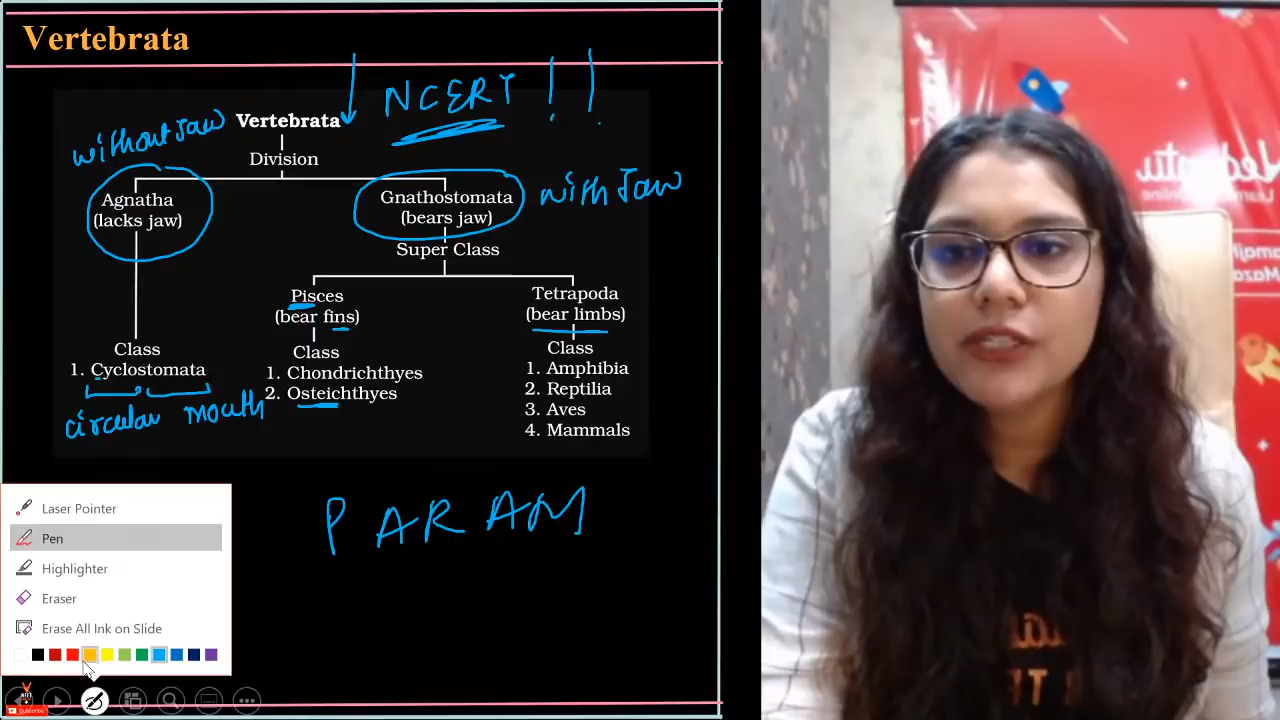 Vertebrata
NCERT !!
without Jaw
Vertebrata
Division
Agnatha
(lacks jaw)
Gnathostomata
(bears jaw)
with Jaw
Super Class
Pisces
(bear fins)
Tetrapoda
(bear limbs)
Class
1. Cyclostomata
circular mouth
Class
1. Chondrichthyes
2. Osteichthyes
Class
1. Amphibia
2. Reptilia
3. Aves
4. Mammals
PARAM
Laser Pointer
Pen
Highlighter
Eraser
Erase All Ink on Slide
NEET
Subscribe